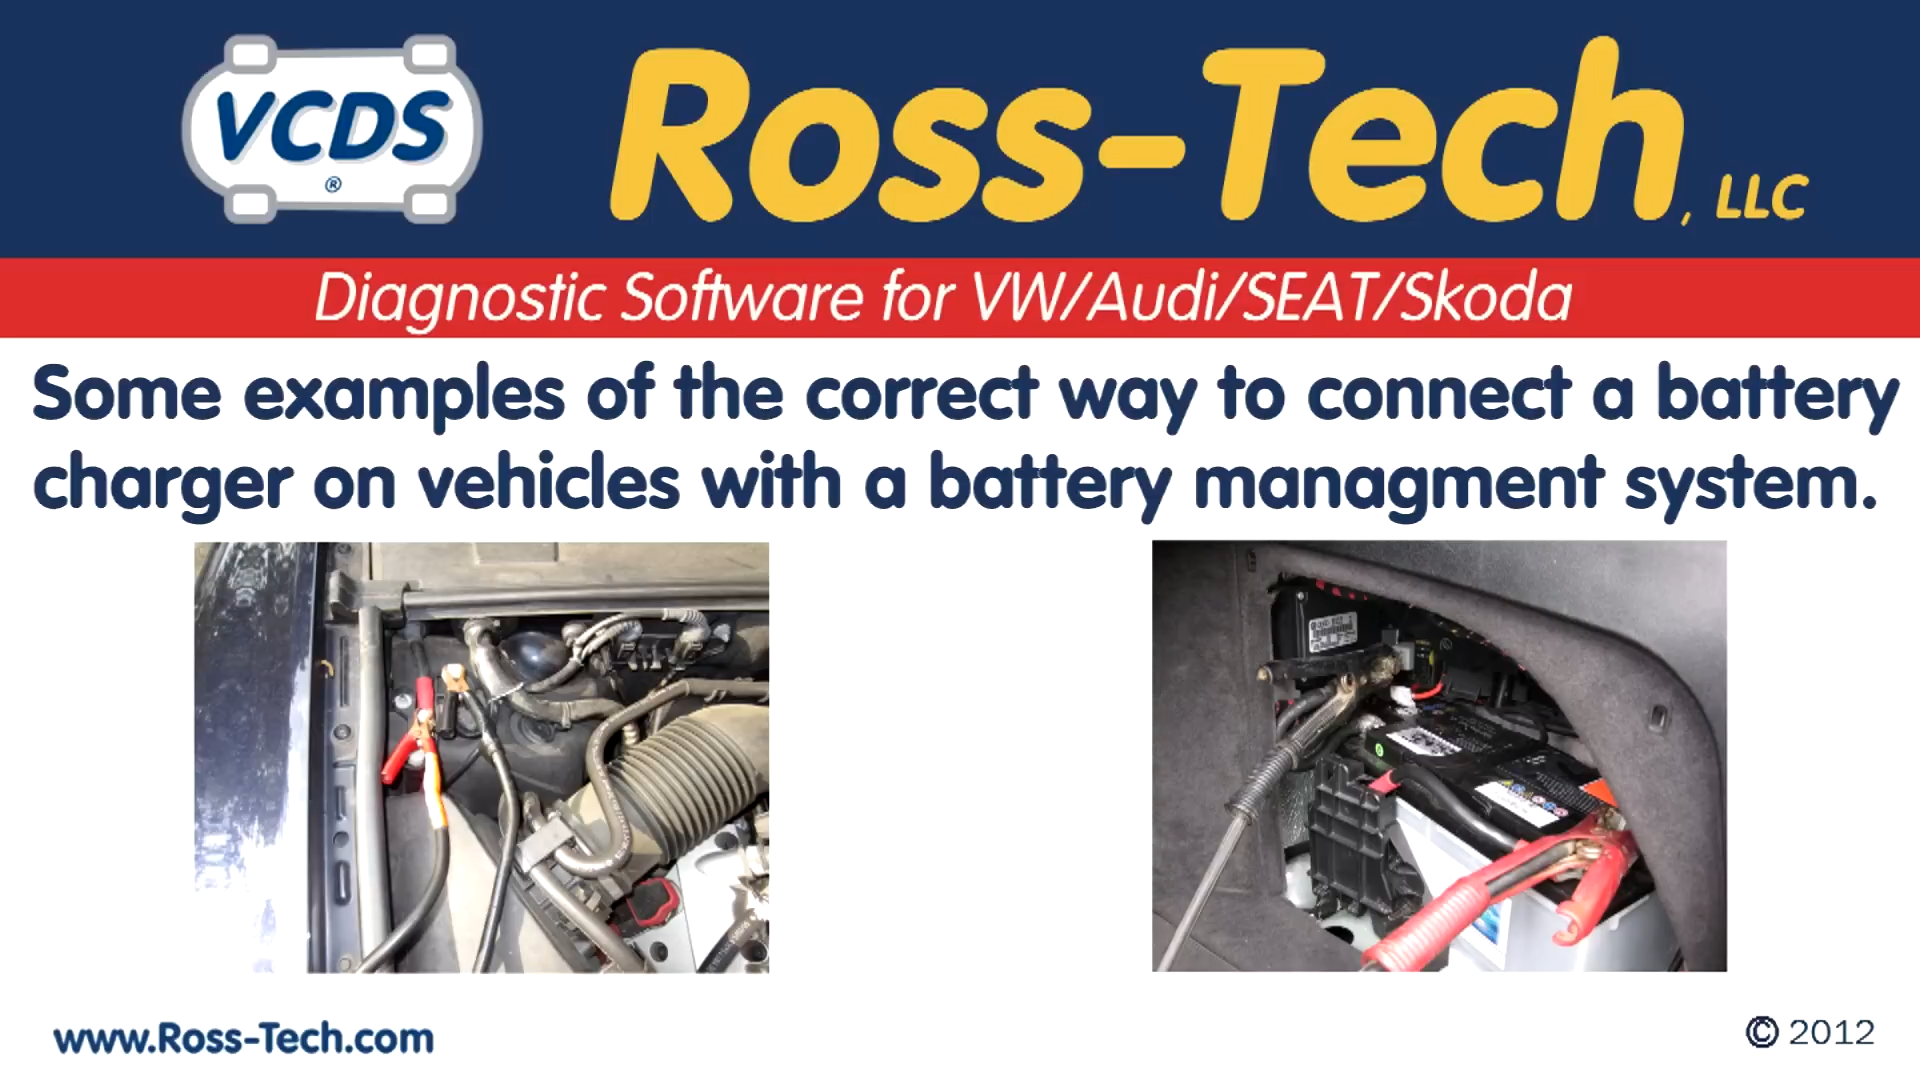 VCDS
®
Ross-Tech, LLC
Diagnostic Software for VW/Audi/SEAT/Skoda
Some examples of the correct way to connect a battery
charger on vehicles with a battery managment system.
www.Ross-Tech.com
© 2012